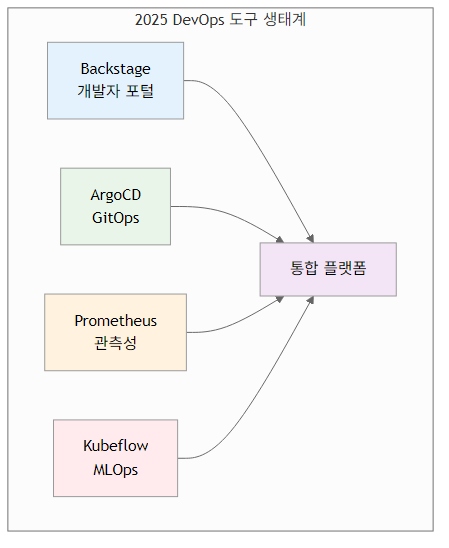 2025 DevOps 도구 생태계
Backstage
개발자 포털
ArgoCD
GitOps
통합 플랫폼
Prometheus
관측성
Kubeflow
MLOps